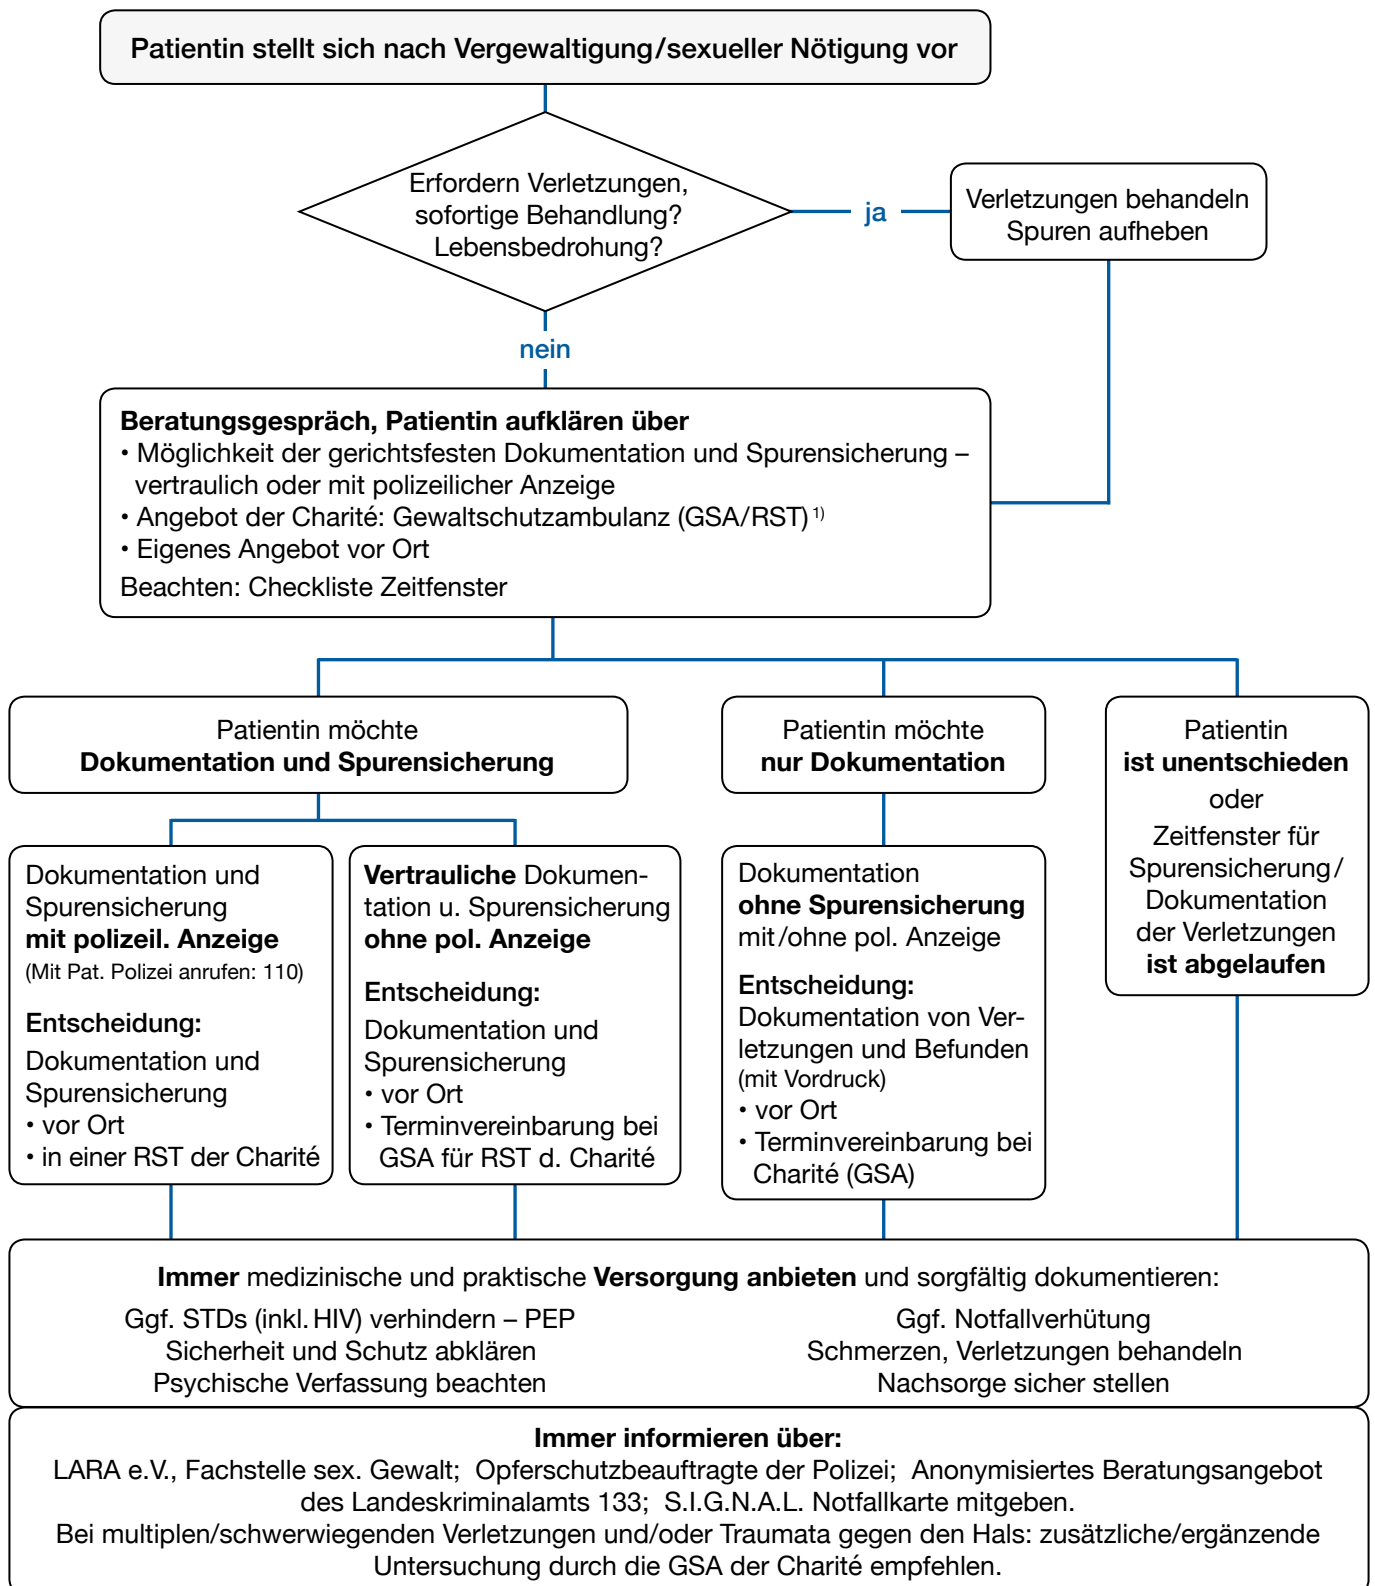 Patientin stellt sich nach Vergewaltigung/sexueller Nötigung vor
Erfordern Verletzungen,
sofortige Behandlung?
Lebensbedrohung?
ja
Verletzungen behandeln
Spuren aufheben
nein
Beratungsgespräch, Patientin aufklären über
• Möglichkeit der gerichtsfesten Dokumentation und Spurensicherung –
vertraulich oder mit polizeilicher Anzeige
• Angebot der Charité: Gewaltschutzambulanz (GSA/RST) 1)
• Eigenes Angebot vor Ort
Beachten: Checkliste Zeitfenster
Patientin möchte
Dokumentation und Spurensicherung
Patientin möchte
nur Dokumentation
Patientin
ist unentschieden
oder
Zeitfenster für
Spurensicherung/
Dokumentation
der Verletzungen
ist abgelaufen
Dokumentation und
Spurensicherung
mit polizeil. Anzeige
(Mit Pat. Polizei anrufen: 110)
Entscheidung:
Dokumentation und
Spurensicherung
• vor Ort
• in einer RST der Charité
Vertrauliche Dokumen-
tation u. Spurensicherung
ohne pol. Anzeige
Entscheidung:
Dokumentation und
Spurensicherung
• vor Ort
• Terminvereinbarung bei
GSA für RST d. Charité
Dokumentation
ohne Spurensicherung
mit/ohne pol. Anzeige
Entscheidung:
Dokumentation von Ver-
letzungen und Befunden
(mit Vordruck)
• vor Ort
• Terminvereinbarung bei
Charité (GSA)
Immer medizinische und praktische Versorgung anbieten und sorgfältig dokumentieren:
Ggf. STDs (inkl. HIV) verhindern – PEP
Sicherheit und Schutz abklären
Psychische Verfassung beachten
Ggf. Notfallverhütung
Schmerzen, Verletzungen behandeln
Nachsorge sicher stellen
Immer informieren über:
LARA e.V., Fachstelle sex. Gewalt; Opferschutzbeauftragte der Polizei; Anonymisiertes Beratungsangebot
des Landeskriminalamts 133; S.I.G.N.A.L. Notfallkarte mitgeben.
Bei multiplen/schwerwiegenden Verletzungen und/oder Traumata gegen den Hals: zusätzliche/ergänzende
Untersuchung durch die GSA der Charité empfehlen.